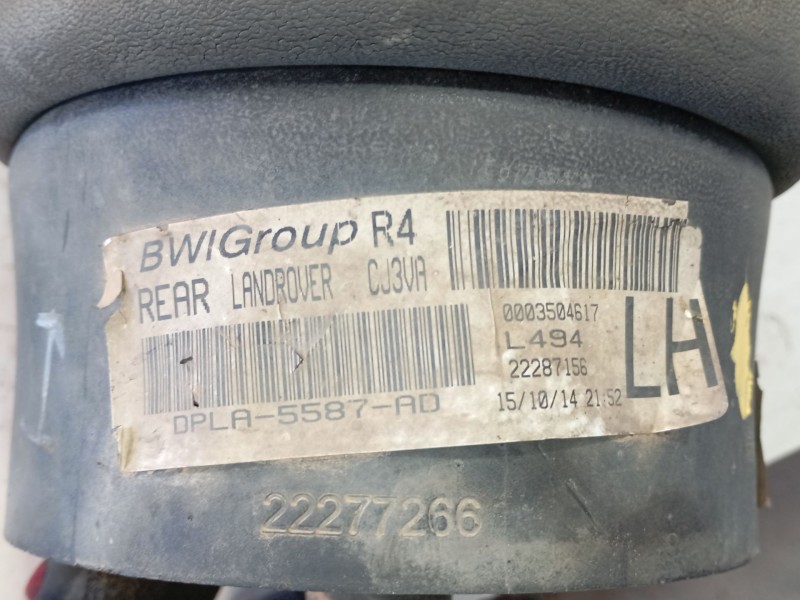 BWIGroup R4
REAR LANDROVER CJ3VA
0003504617
L494
22287156
15/10/14 21:52
LH
DPLA-5587-AD
22277266